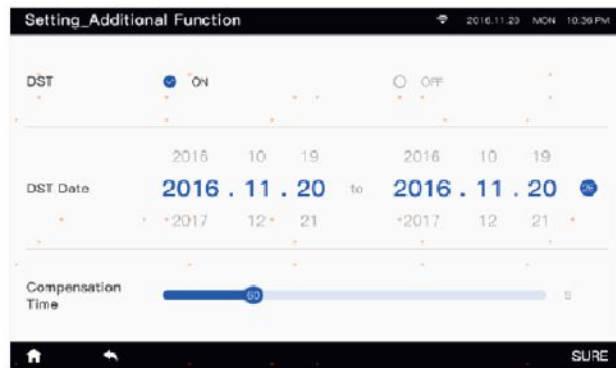 Setting_Additional Function 2016.11.20 MON 10:36 PM
DST ON OFF
2016 10 19 2016 10 19
DST Date 2016 . 11 . 20 to 2016 . 11 . 20
2017 12 21 2017 12 21
Compensation
Time
60 S
SURE